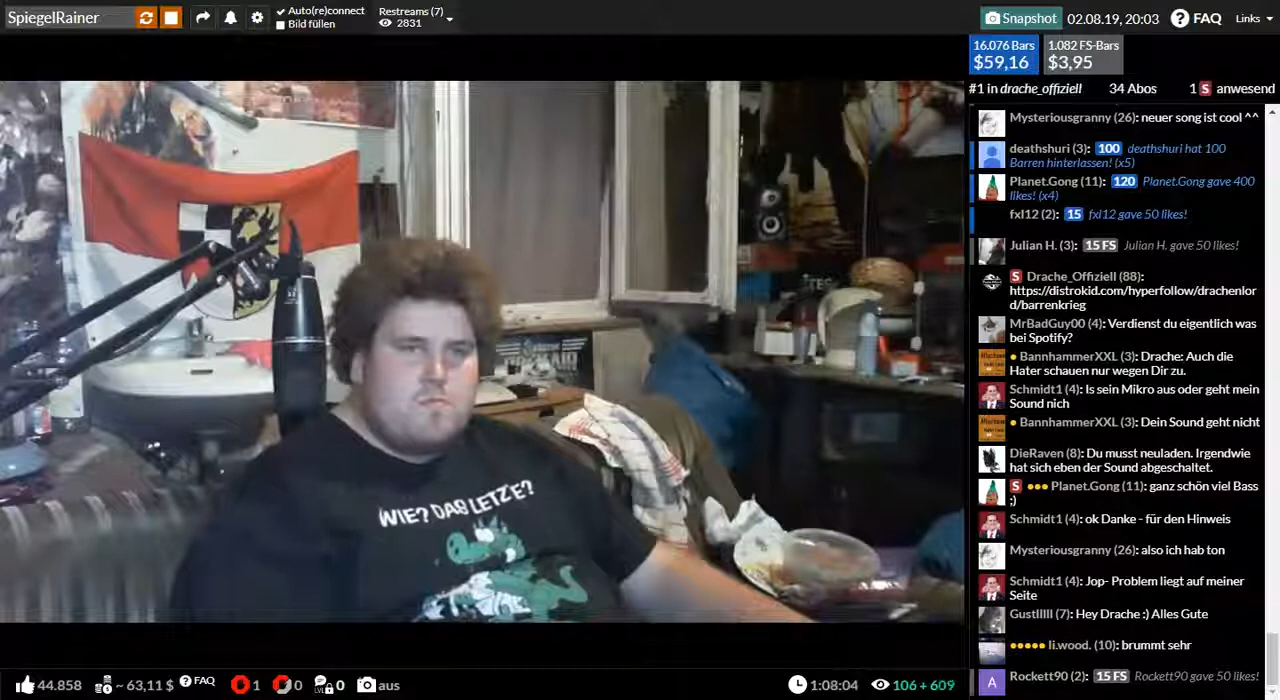 SpiegelRainer
Auto(re)connect
Bild füllen
Restreams (7)
2831
Snapshot
02.08.19, 20:03
FAQ
Links
16.076 Bars
$59,16
1.082 FS-Bars
$3,95
#1 in drache_offiziell
34 Abos
1 S anwesend
Mysteriousgranny (26): neuer song ist cool ^^
deathshuri (3): 100 deathshuri hat 100
Barren hinterlassen! (x5)
Planet.Gong (11): 120 Planet.Gong gave 400
likes! (x4)
fxl12 (2): 15 fxl12 gave 50 likes!
Julian H. (3): 15 FS Julian H. gave 50 likes!
S Drache_Offiziell (88):
https://distrokid.com/hyperfollow/drachenlor
d/barrenkrieg
MrBadGuy00 (4): Verdienst du eigentlich was
bei Spotify?
BannhammerXXL (3): Drache: Auch die
Hater schauen nur wegen Dir zu.
Schmidt1 (4): Is sein Mikro aus oder geht mein
Sound nich
BannhammerXXL (3): Dein Sound geht nicht
DieRaven (8): Du musst neuladen. Irgendwie
hat sich eben der Sound abgeschaltet.
S Planet.Gong (11): ganz schön viel Bass
;)
Schmidt1 (4): ok Danke - für den Hinweis
Mysteriousgranny (26): also ich hab ton
Schmidt1 (4): Jop- Problem liegt auf meiner
Seite
Gustlllll (7): Hey Drache :) Alles Gute
li.wood. (10): brummt sehr
A Rockett90 (2): 15 FS Rockett90 gave 50 likes!
WIE? DAS LETZE?
44.858
~ 63,11 $
FAQ
1
0
aus
1:08:04
106 + 609